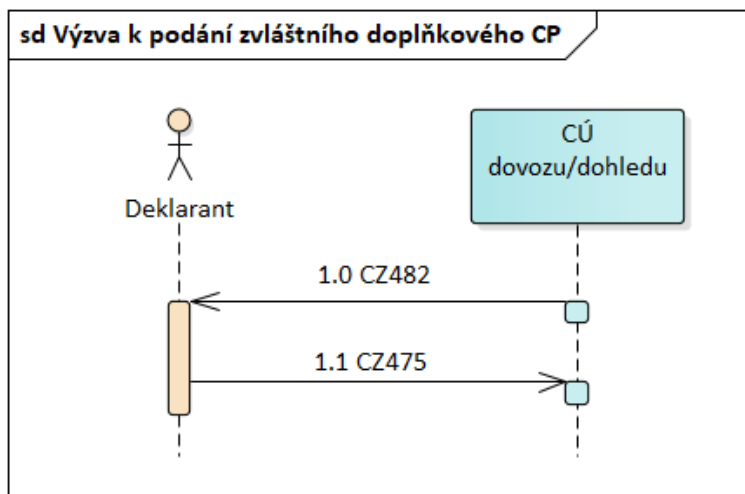 sd Výzva k podání zvláštního doplňkového CP
Deklarant
CÚ
dovozu/dohledu
1.0 CZ482
1.1 CZ475